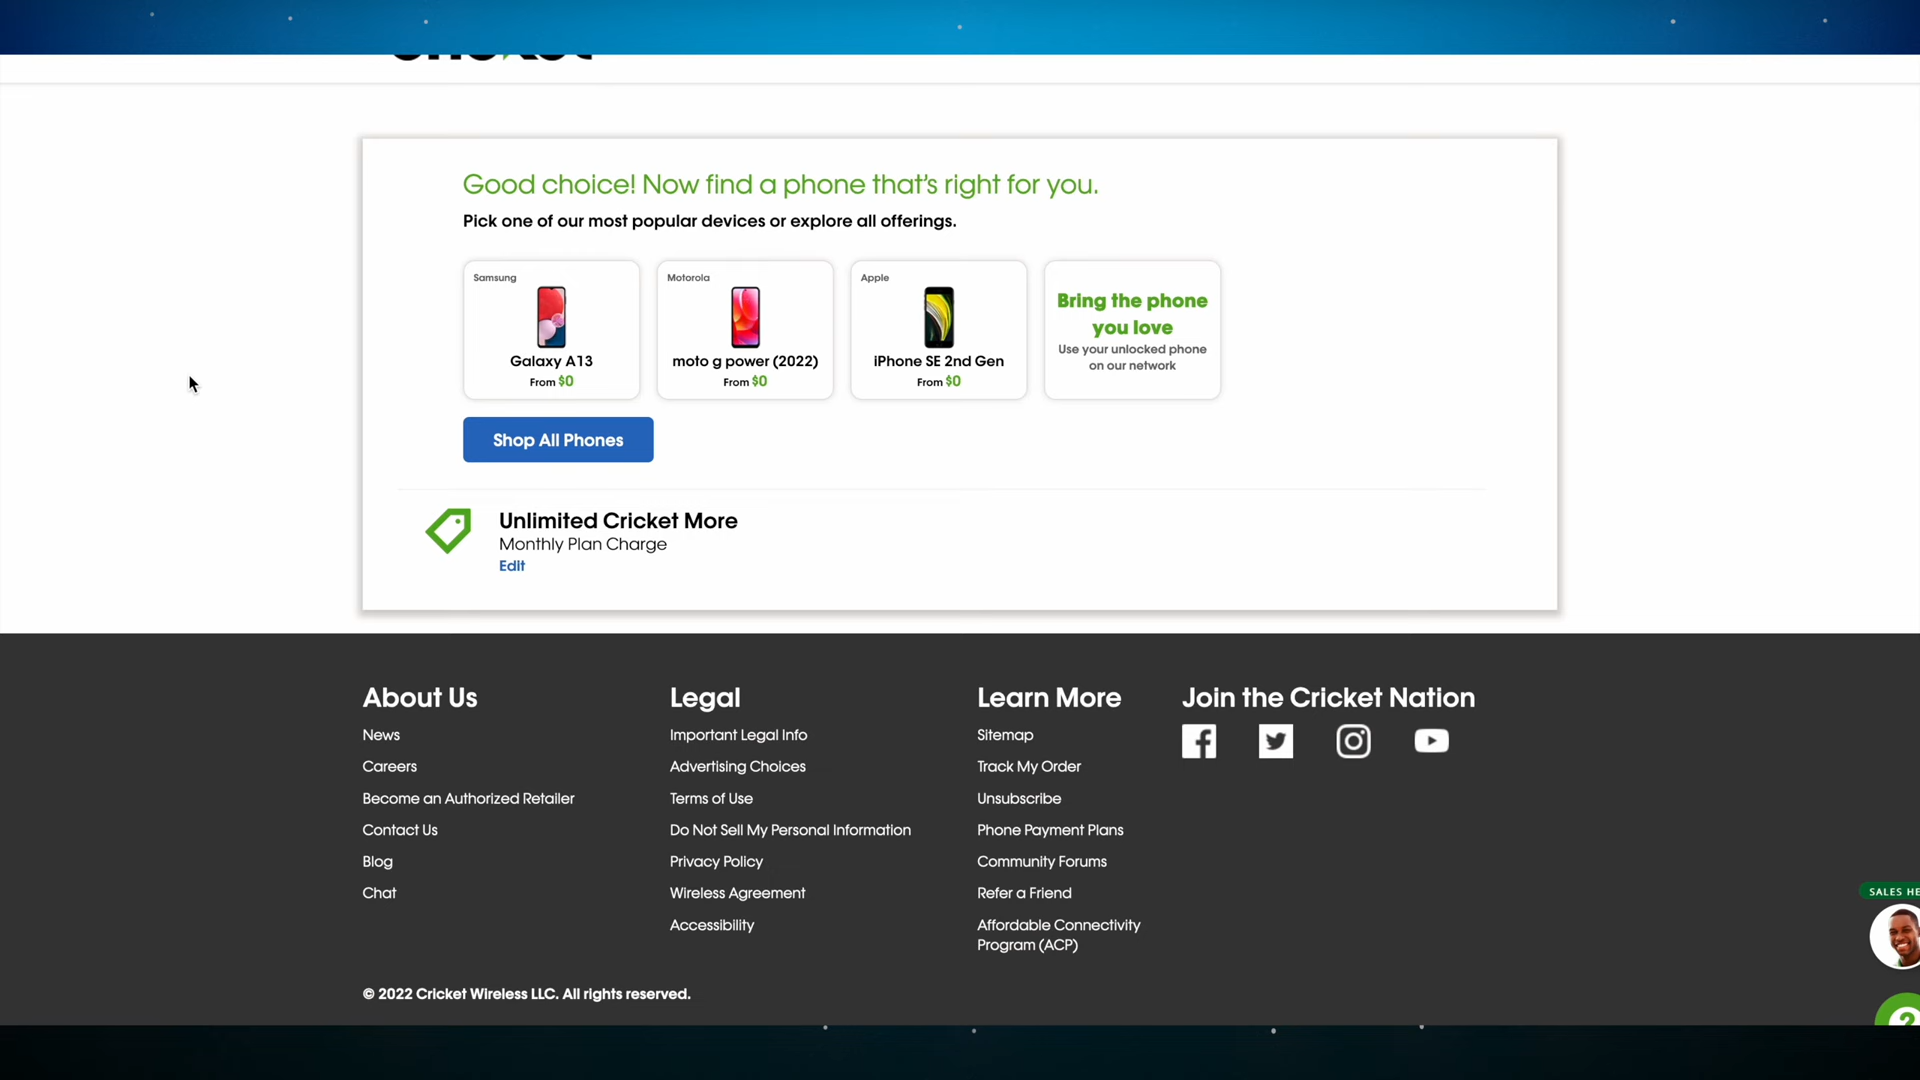 Good choice! Now find a phone that's right for you.
Pick one of our most popular devices or explore all offerings.
Samsung
Galaxy A13
From $0
Motorola
moto g power (2022)
From $0
Apple
iPhone SE 2nd Gen
From $0
Bring the phone
you love
Use your unlocked phone
on our network
Shop All Phones
Unlimited Cricket More
Monthly Plan Charge
Edit
About Us
News
Careers
Become an Authorized Retailer
Contact Us
Blog
Chat
Legal
Important Legal Info
Advertising Choices
Terms of Use
Do Not Sell My Personal Information
Privacy Policy
Wireless Agreement
Accessibility
Learn More
Sitemap
Track My Order
Unsubscribe
Phone Payment Plans
Community Forums
Refer a Friend
Affordable Connectivity
Program (ACP)
Join the Cricket Nation
SALES HE
?
© 2022 Cricket Wireless LLC. All rights reserved.